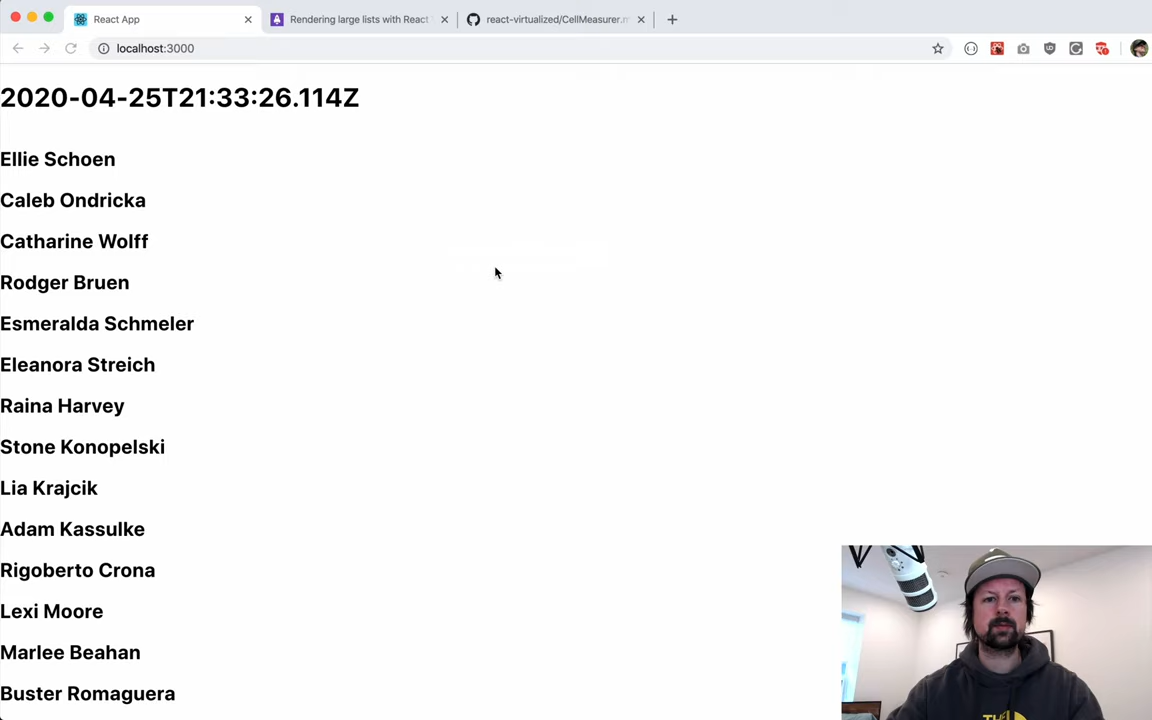 React App
Rendering large lists with React
react-virtualized/CellMeasurer.m
localhost:3000
2020-04-25T21:33:26.114Z
Ellie Schoen
Caleb Ondricka
Catharine Wolff
Rodger Bruen
Esmeralda Schmeler
Eleanora Streich
Raina Harvey
Stone Konopelski
Lia Krajcik
Adam Kassulke
Rigoberto Crona
Lexi Moore
Marlee Beahan
Buster Romaguera
THE